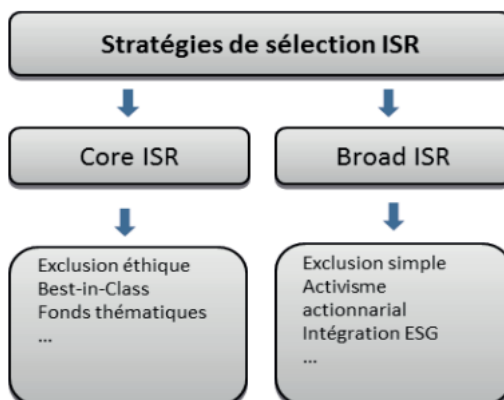 Stratégies de sélection ISR
Core ISR
Broad ISR
Exclusion éthique
Best-in-Class
Fonds thématiques
...
Exclusion simple
Activisme
actionnarial
Intégration ESG
...